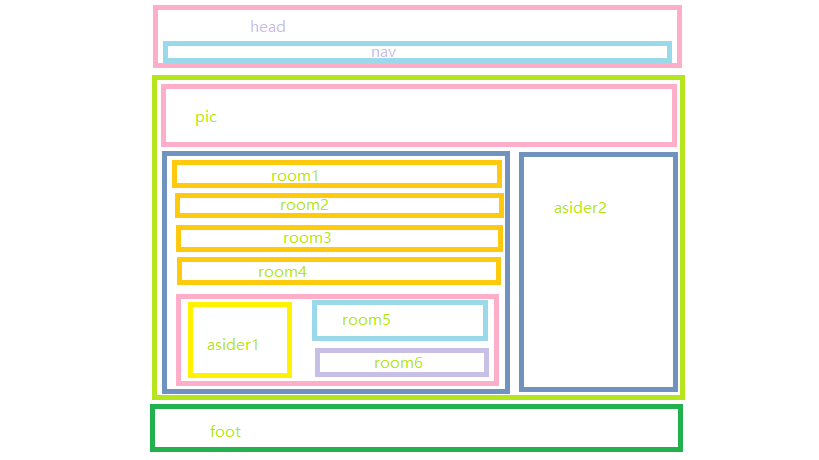 head
nav
pic
room1
room2
room3
room4
asider1
room5
room6
asider2
foot